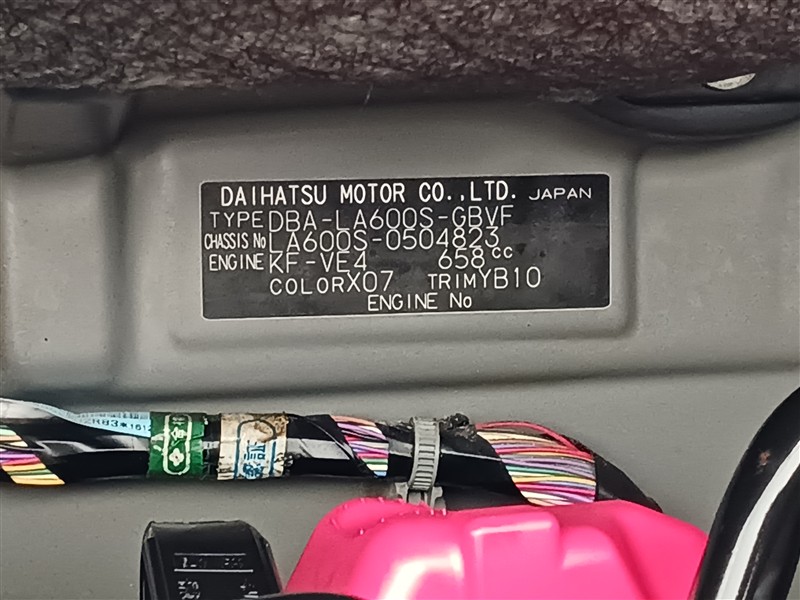 DAIHATSU MOTOR CO.,LTD. JAPAN
TYPE DBA-LA600S-GBVF
CHASSIS No LA600S-0504823
ENGINE KF-VE4 658cc
COLOR X07 TRIM YB10
ENGINE No